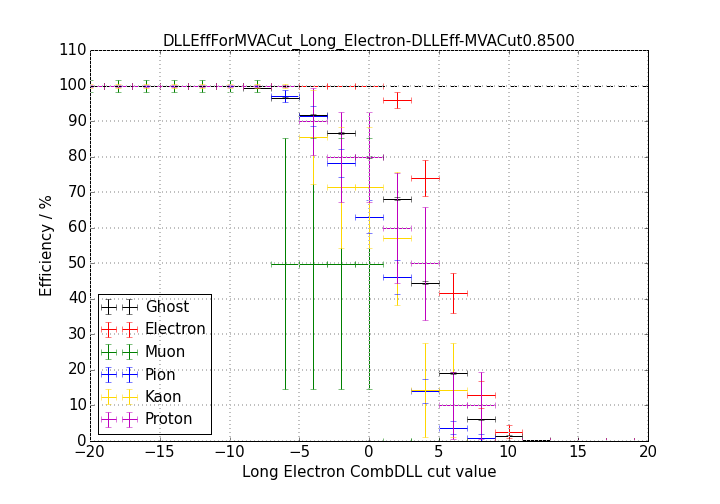 DLLEffForMVACut_Long_Electron-DLLEff-MVACut0.8500
110
100
90
80
70
60
50
40
30
20
10
0
Efficiency / %
Ghost
Electron
Muon
Pion
Kaon
Proton
−20 −15 −10 −5 0 5 10 15 20
Long Electron CombDLL cut value